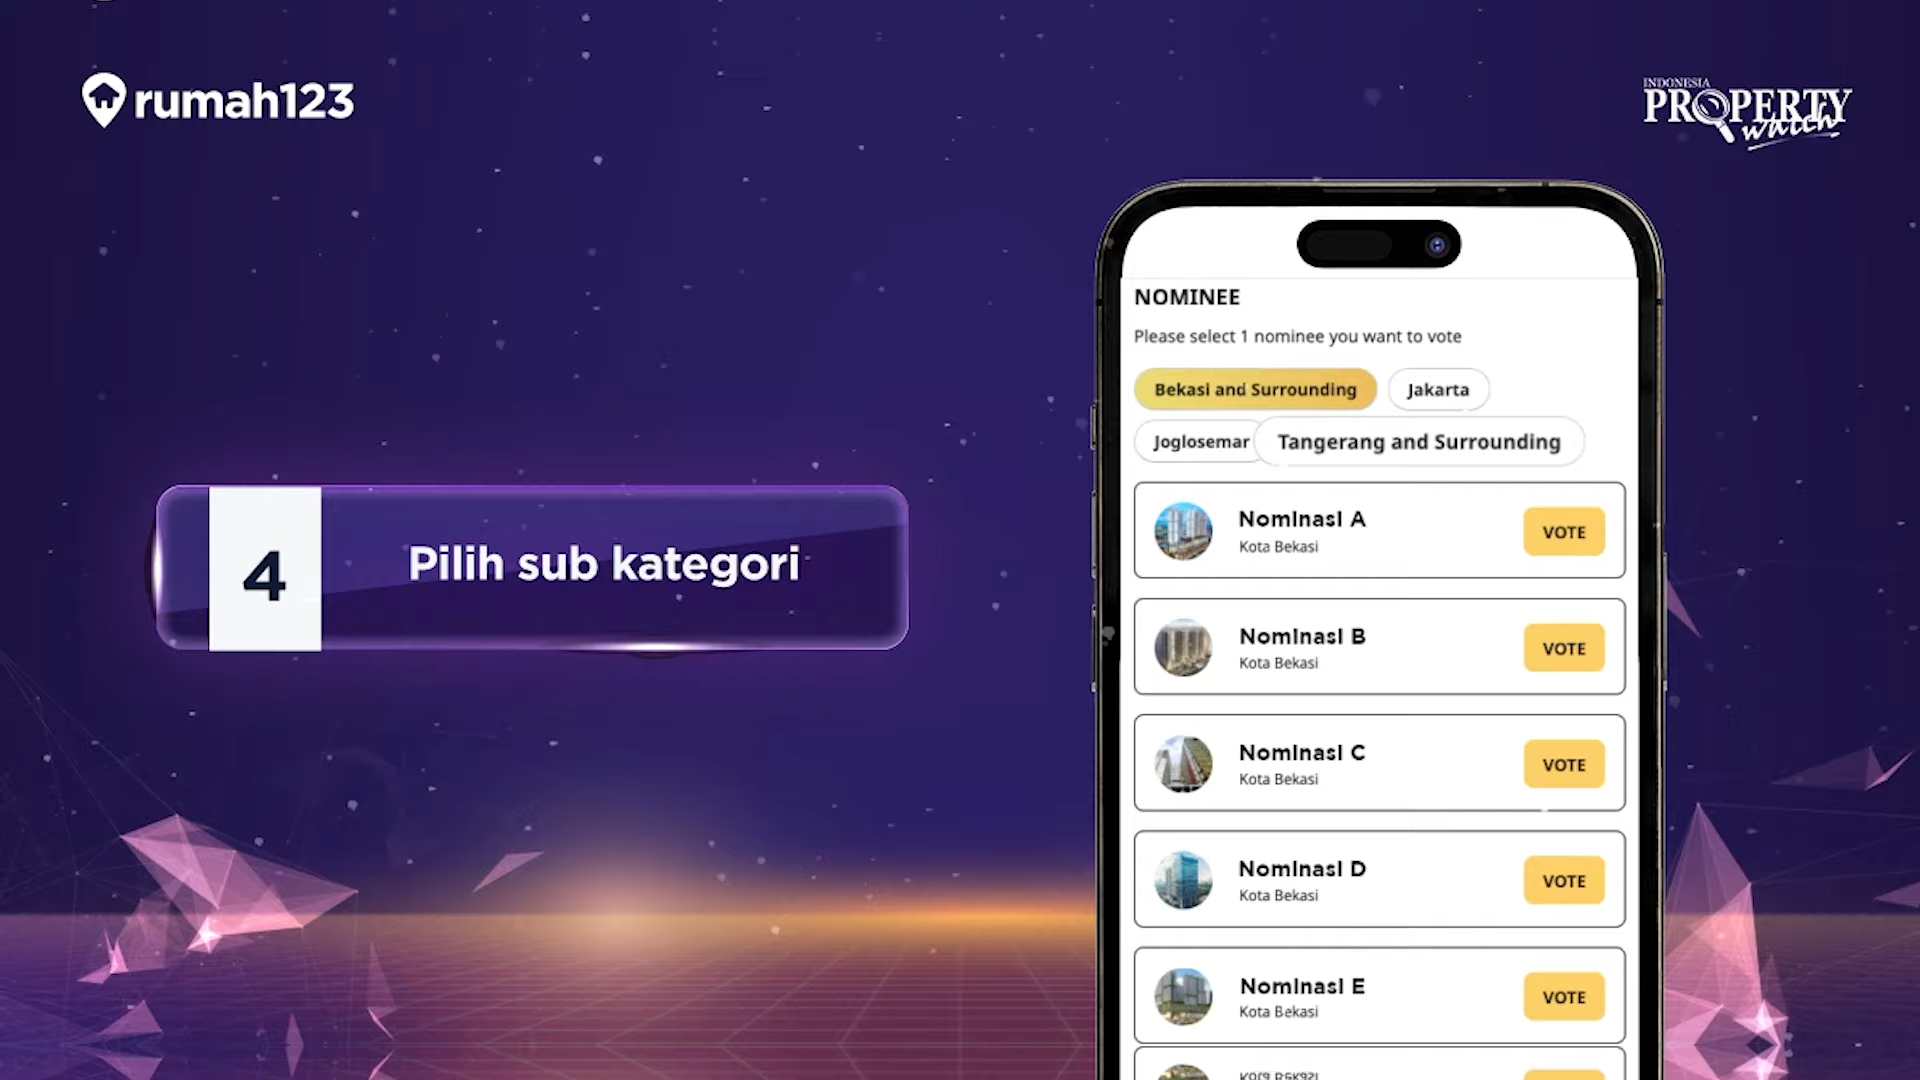 rumah123
INDONESIA
PROPERTY
watch
4
Pilih sub kategori
NOMINEE
Please select 1 nominee you want to vote
Bekasi and Surrounding
Jakarta
Joglosemar
Tangerang and Surrounding
Nominasi A
Kota Bekasi
VOTE
Nominasi B
Kota Bekasi
VOTE
Nominasi C
Kota Bekasi
VOTE
Nominasi D
Kota Bekasi
VOTE
Nominasi E
Kota Bekasi
VOTE